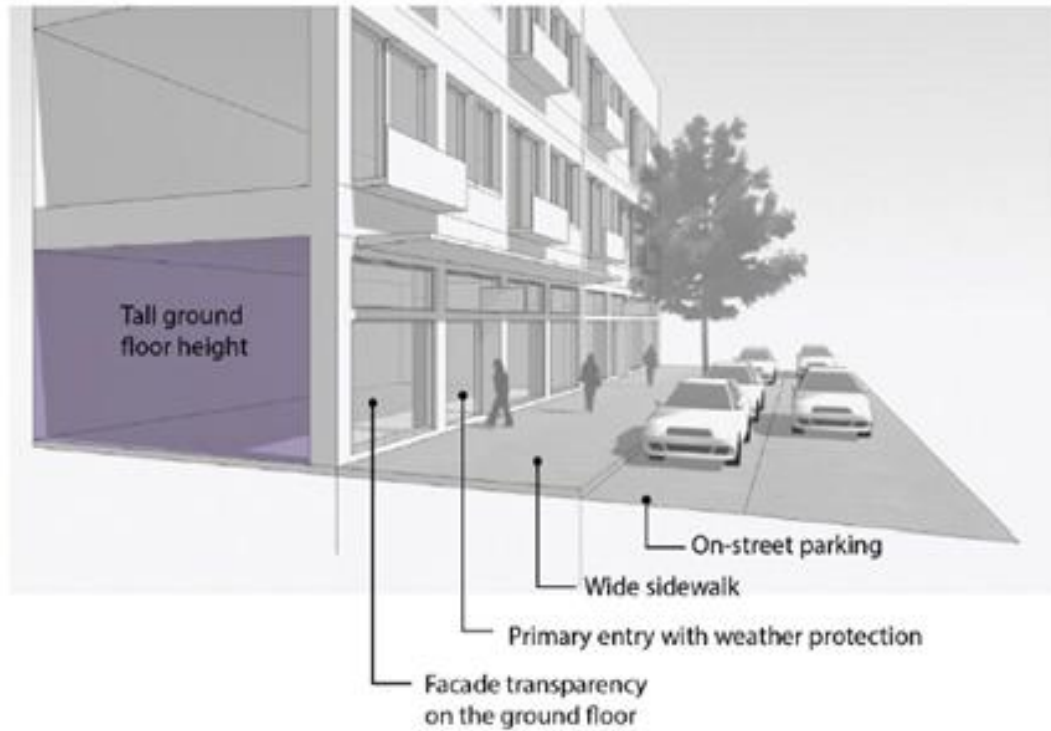 Tall ground
floor height
On-street parking
Wide sidewalk
Primary entry with weather protection
Facade transparency
on the ground floor